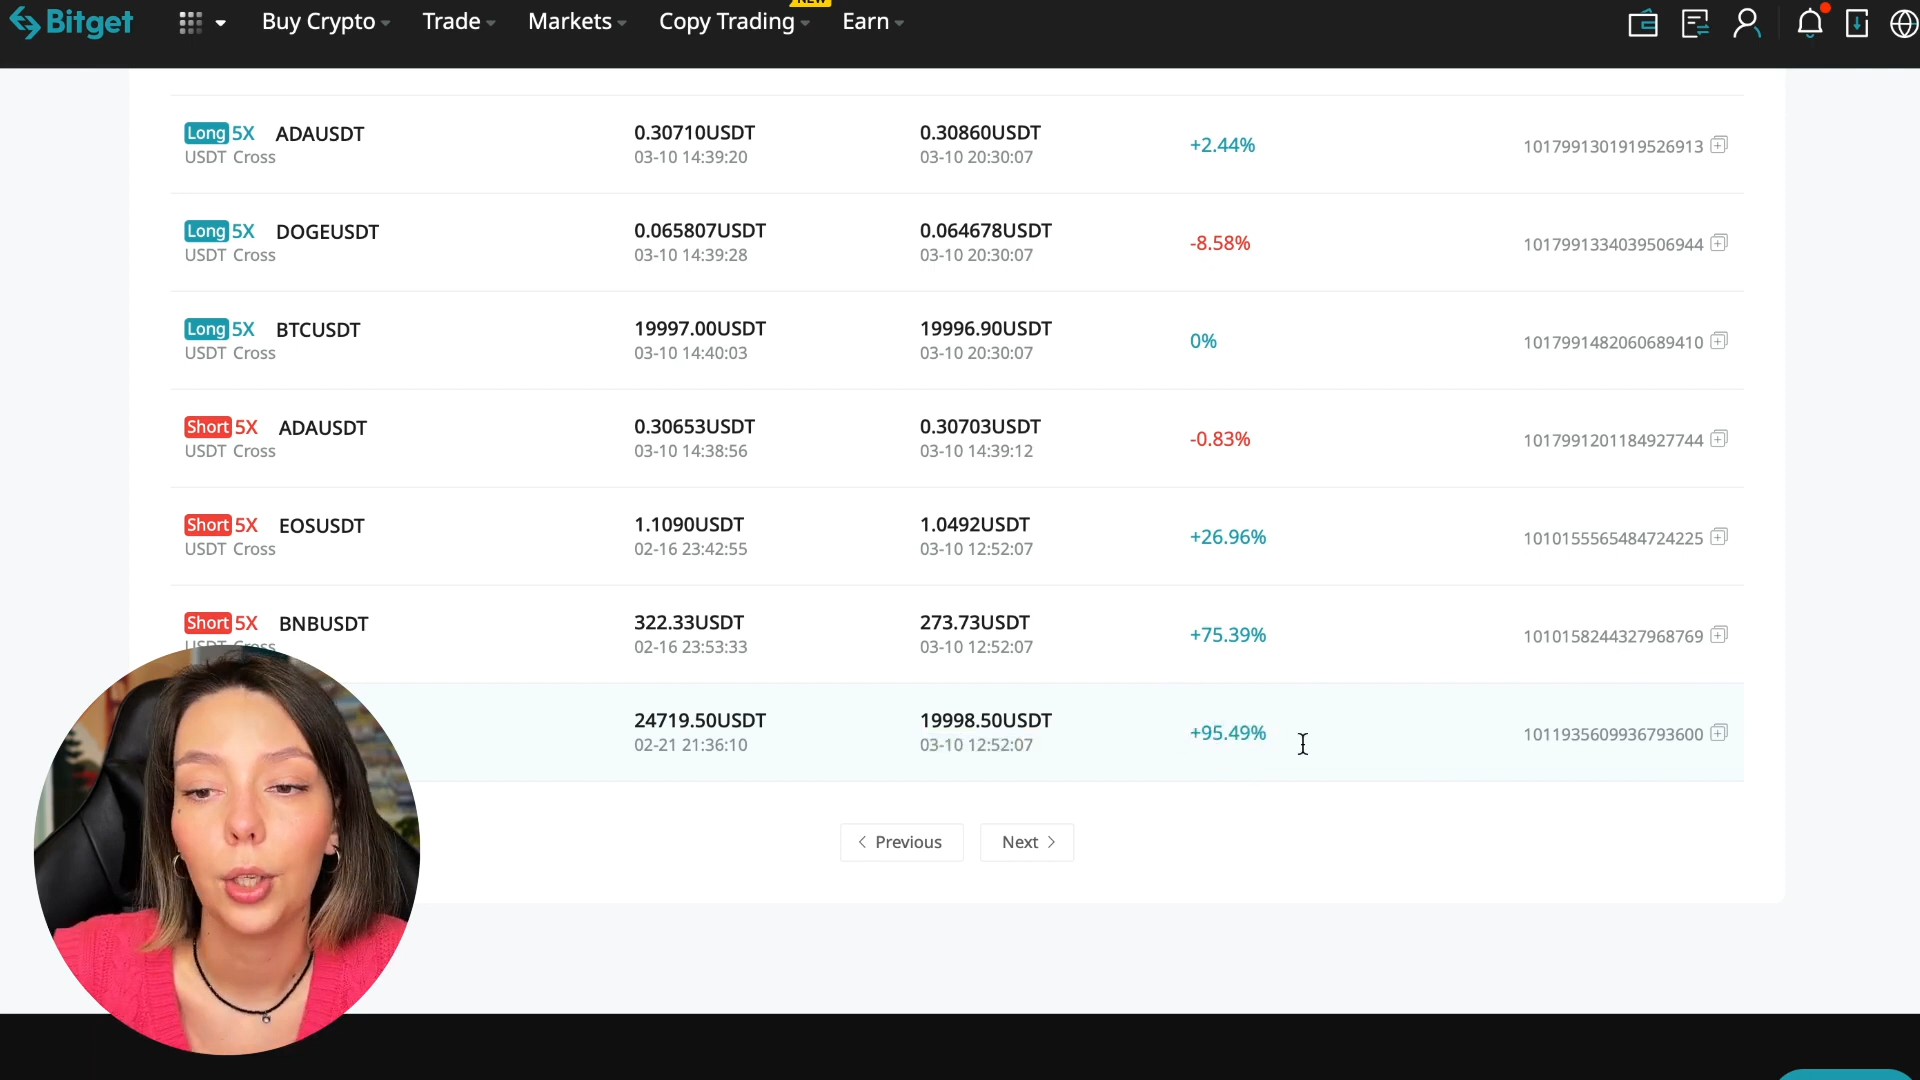 Bitget
Buy Crypto
Trade
Markets
Copy Trading
NEW
Earn
Long 5X ADAUSDT
USDT Cross
0.30710USDT
03-10 14:39:20
0.30860USDT
03-10 20:30:07
+2.44%
1017991301919526913
Long 5X DOGEUSDT
USDT Cross
0.065807USDT
03-10 14:39:28
0.064678USDT
03-10 20:30:07
-8.58%
1017991334039506944
Long 5X BTCUSDT
USDT Cross
19997.00USDT
03-10 14:40:03
19996.90USDT
03-10 20:30:07
0%
1017991482060689410
Short 5X ADAUSDT
USDT Cross
0.30653USDT
03-10 14:38:56
0.30703USDT
03-10 14:39:12
-0.83%
1017991201184927744
Short 5X EOSUSDT
USDT Cross
1.1090USDT
02-16 23:42:55
1.0492USDT
03-10 12:52:07
+26.96%
1010155565484724225
Short 5X BNBUSDT
USDT Cross
322.33USDT
02-16 23:53:33
273.73USDT
03-10 12:52:07
+75.39%
1010158244327968769
24719.50USDT
02-21 21:36:10
19998.50USDT
03-10 12:52:07
+95.49%
1011935609936793600
Previous
Next